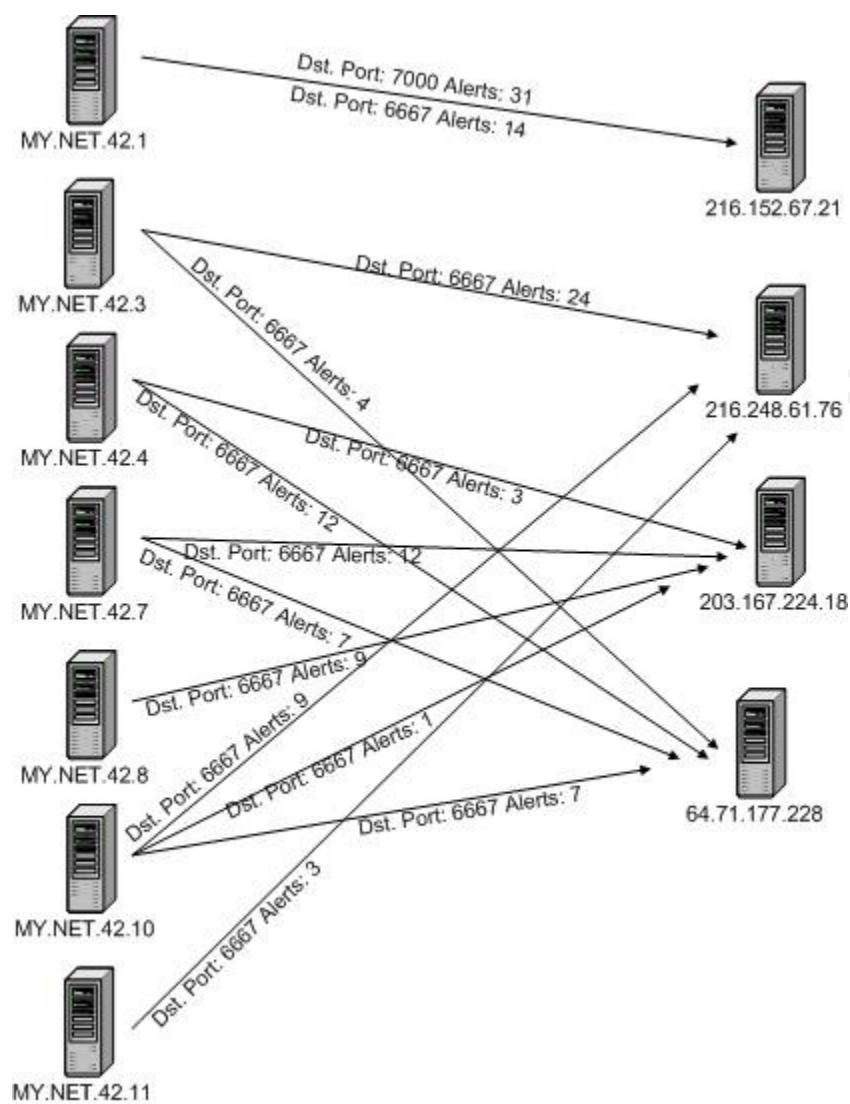 Dst. Port: 7000 Alerts: 31
Dst. Port: 6667 Alerts: 14
MY.NET.42.1
216.152.67.21
Dst. Port: 6667 Alerts: 24
Dst. Port: 6667 Alerts: 4
MY.NET.42.3
216.248.61.76
Dst. Port: 6667 Alerts: 3
Dst. Port: 6667 Alerts: 12
MY.NET.42.4
Dst. Port: 6667 Alerts: 12
Dst. Port: 6667 Alerts: 7
MY.NET.42.7
203.167.224.18
Dst. Port: 6667 Alerts: 9
MY.NET.42.8
Dst. Port: 6667 Alerts: 9
Dst. Port: 6667 Alerts: 1
Dst. Port: 6667 Alerts: 7
64.71.177.228
MY.NET.42.10
Dst. Port: 6667 Alerts: 3
MY.NET.42.11